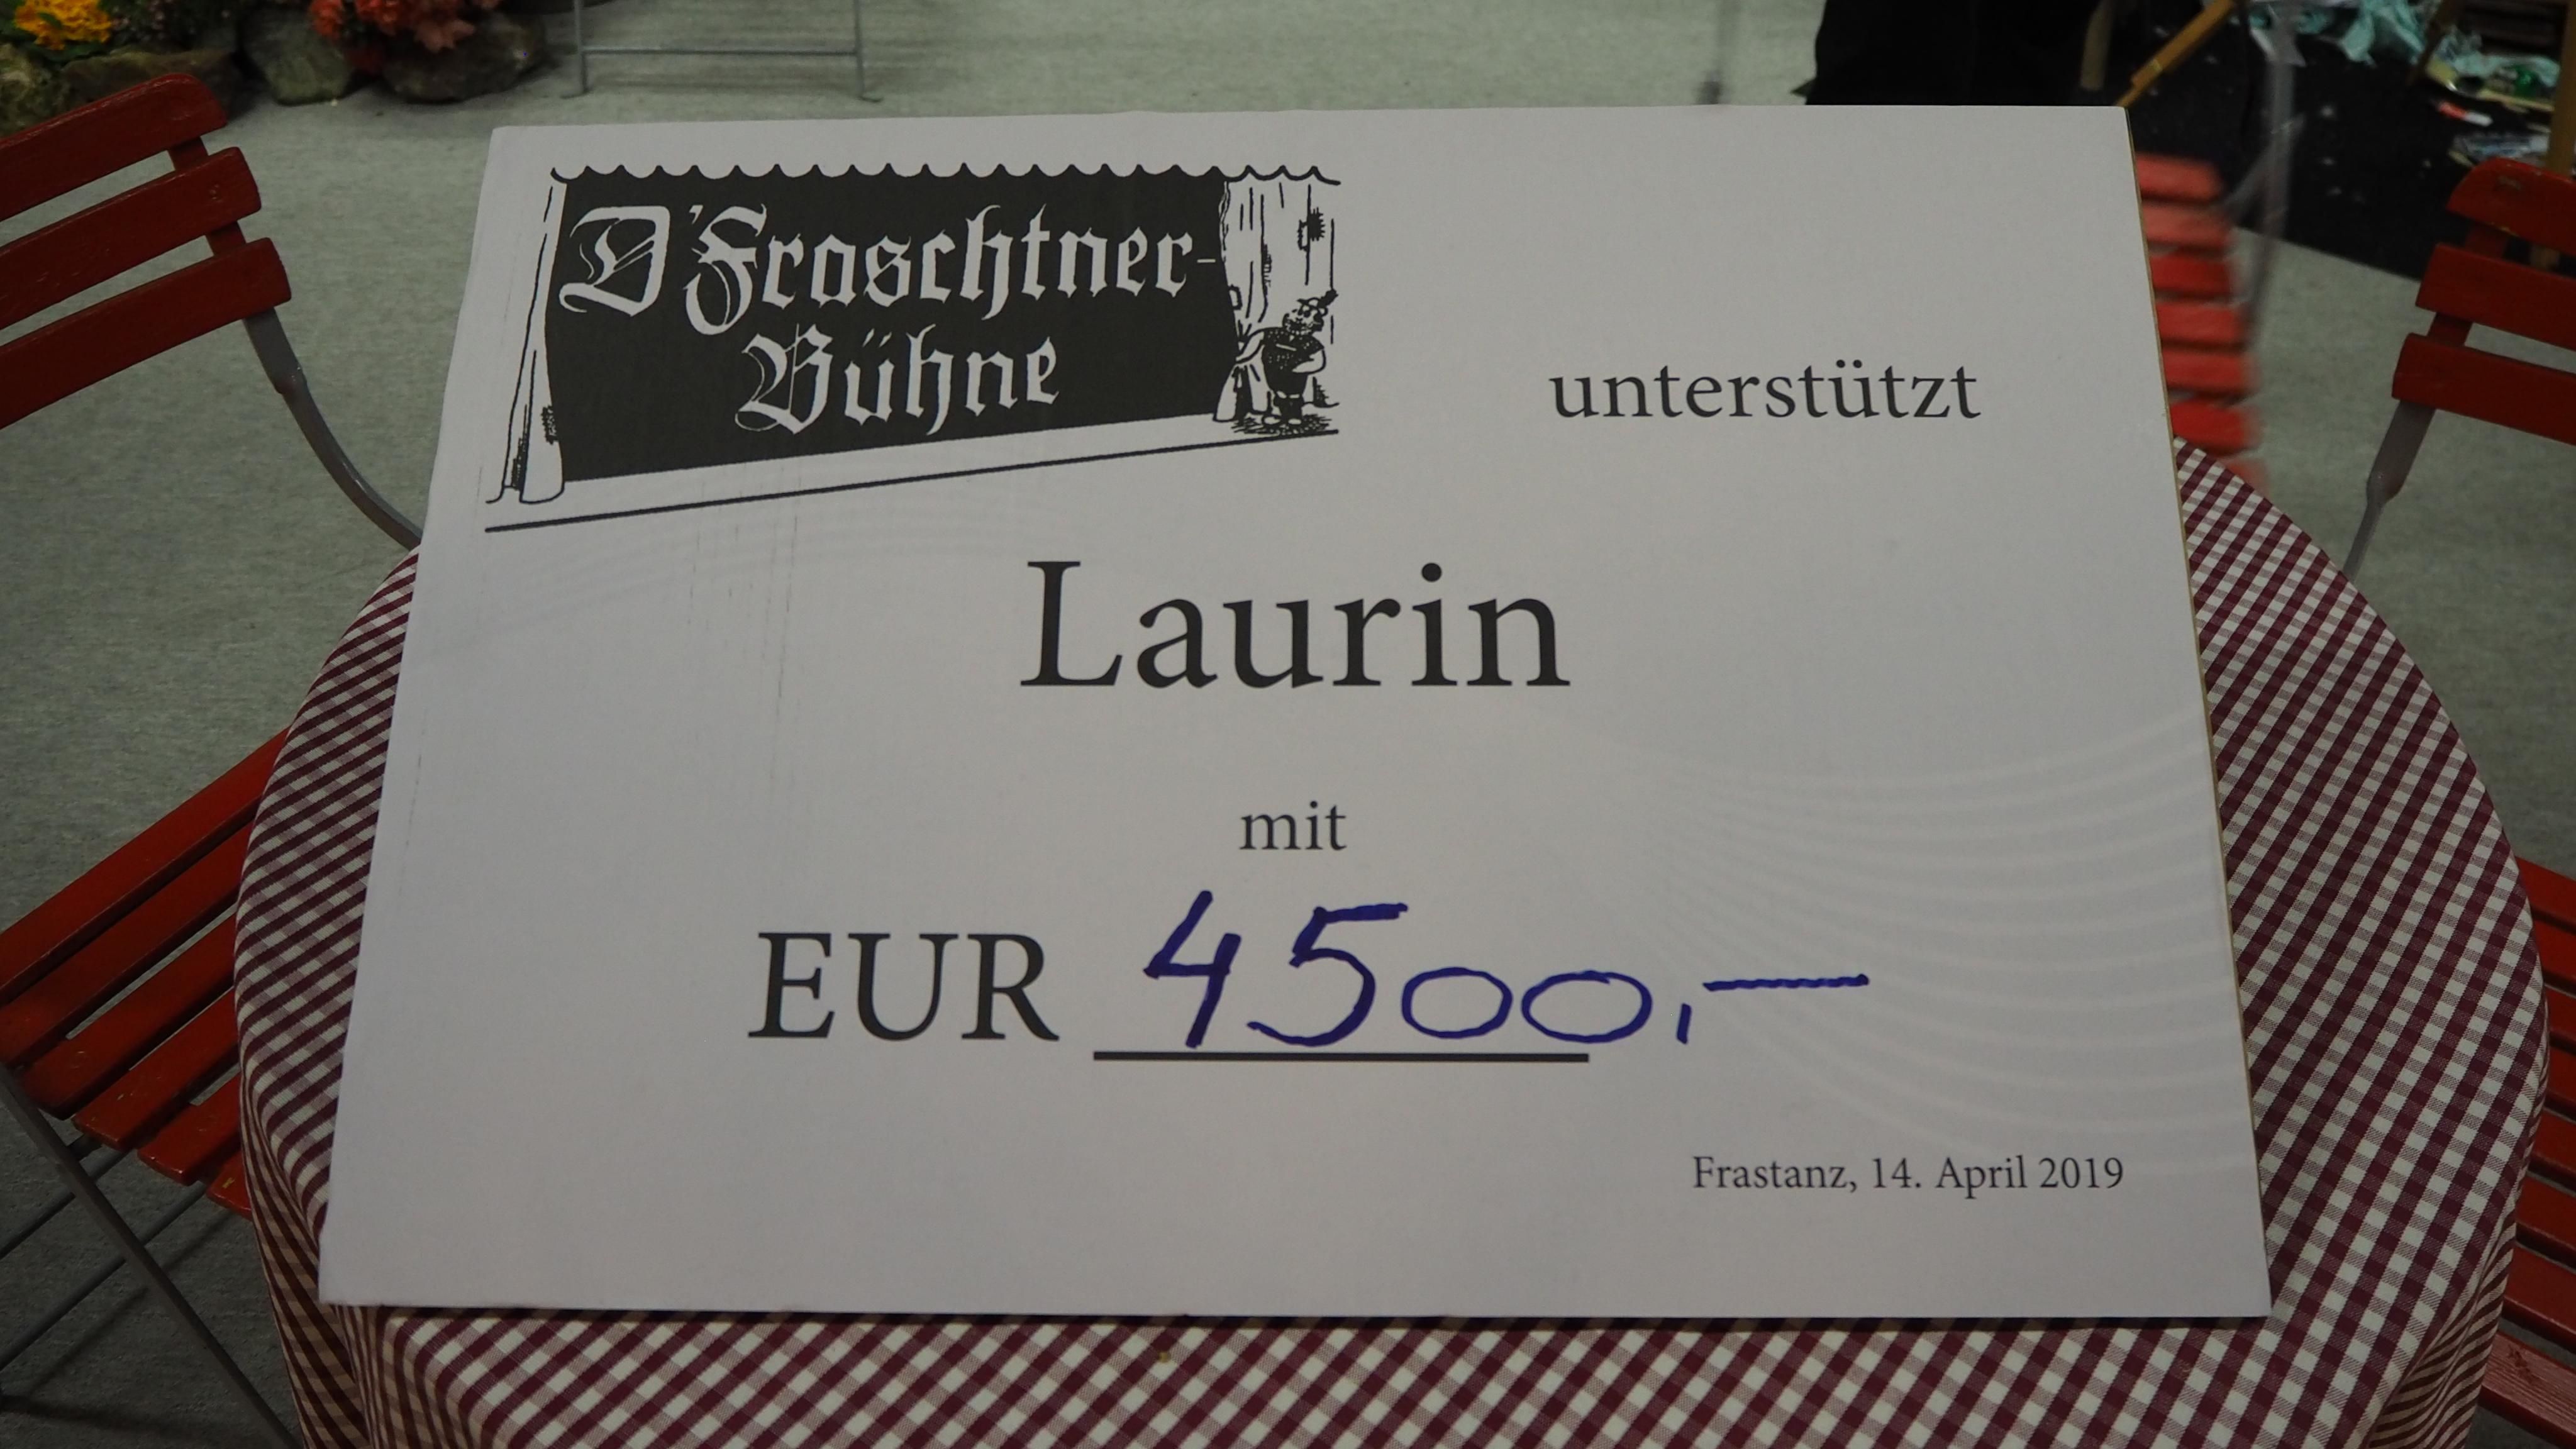 D'Fraschtner-
Bühne
unterstützt
Laurin
mit
EUR 4500,—
Frastanz, 14. April 2019